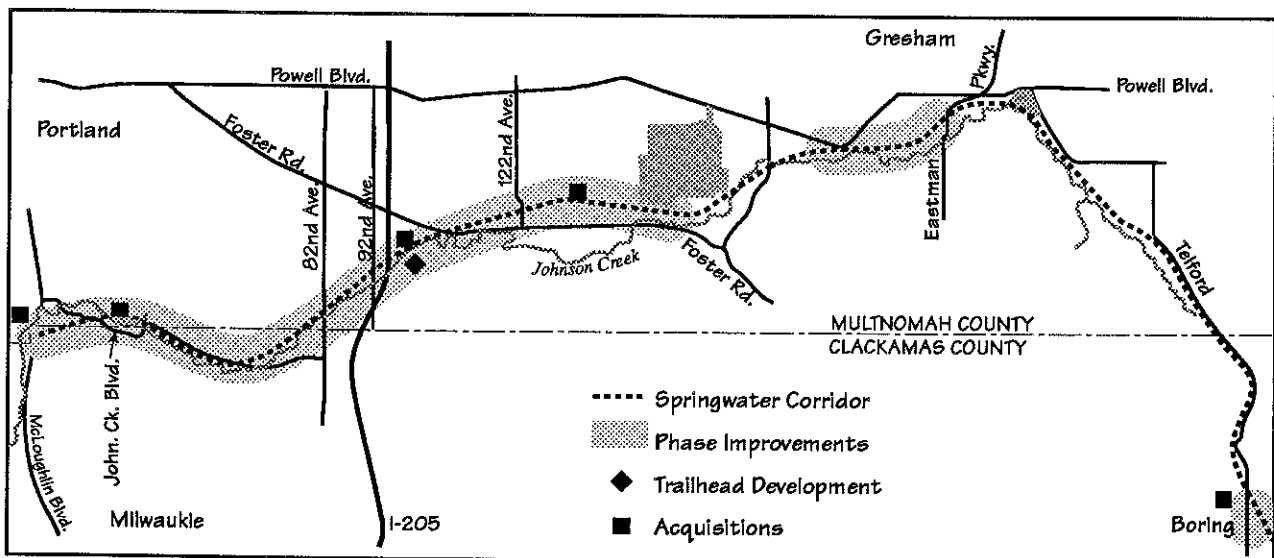 Gresham
Pkwy.
Powell Blvd.
Powell Blvd.
Portland
Foster Rd.
122nd Ave.
82nd Ave.
92nd Ave.
Eastman
Johnson Creek
Foster Rd.
Telford
MULTNOMAH COUNTY
CLACKAMAS COUNTY
John. Ck. Blvd.
McLoughlin Blvd.
Springwater Corridor
Phase Improvements
Trailhead Development
Acquisitions
Milwaukie
I-205
Boring